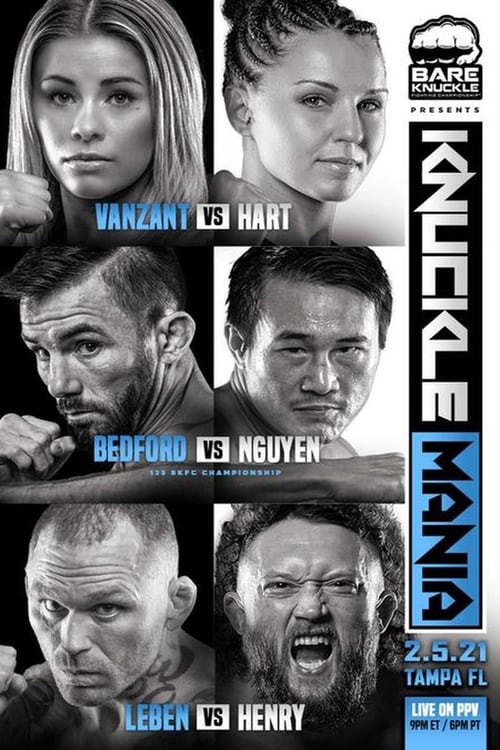 BARE
KNUCKLE
FIGHTING CHAMPIONSHIP
PRESENTS
KNUCKLE
MANIA
VANZANT VS HART
BEDFORD VS NGUYEN
135 BKFC CHAMPIONSHIP
LEBEN VS HENRY
2.5.21
TAMPA FL
LIVE ON PPV
9PM ET / 6PM PT